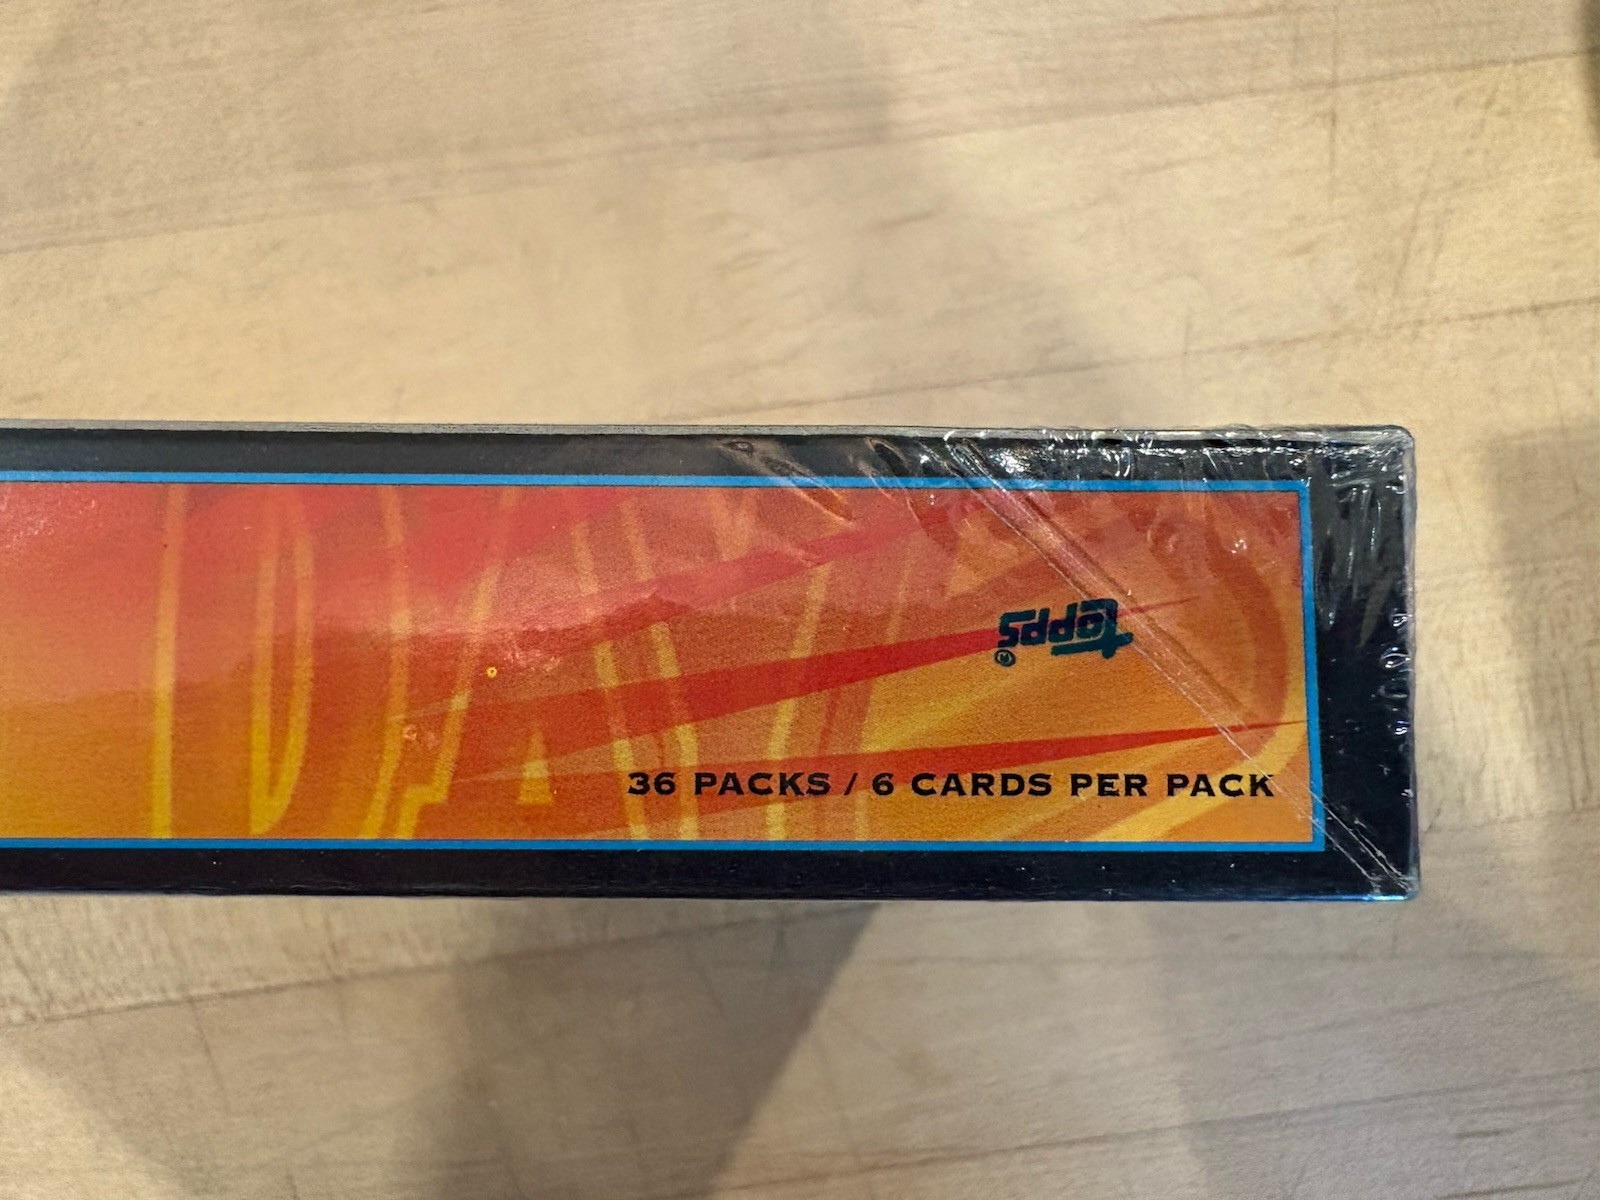 topps®
36 PACKS / 6 CARDS PER PACK